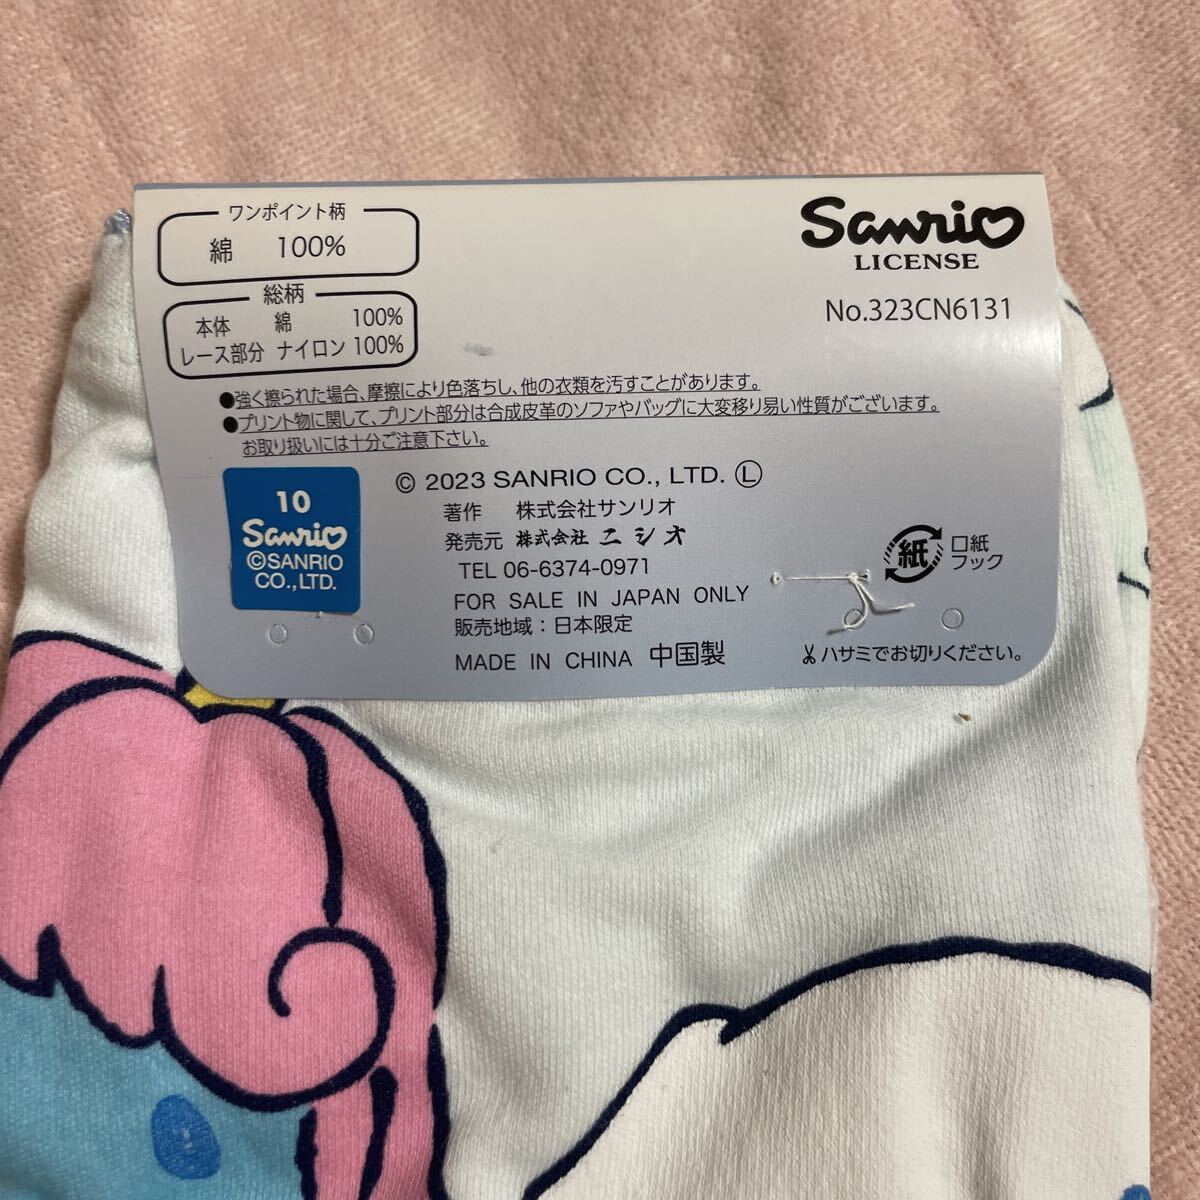 ワンポイント柄
綿 100%
総柄
本体 綿 100%
レース部分 ナイロン 100%
Sanrio
LICENSE
No.323CN6131
●強く擦られた場合、摩擦により色落ちし、他の衣類を汚すことがあります。
●プリント物に関して、プリント部分は合成皮革のソファやバッグに大変移り易い性質がございます。
お取り扱いには十分ご注意下さい。
10
Sanrio
©SANRIO
CO.,LTD.
© 2023 SANRIO CO., LTD. Ⓛ
著作 株式会社サンリオ
発売元 株式会社 ニシオ
TEL 06-6374-0971
FOR SALE IN JAPAN ONLY
販売地域:日本限定
MADE IN CHINA 中国製
紙
口紙
フック
ハサミでお切りください。